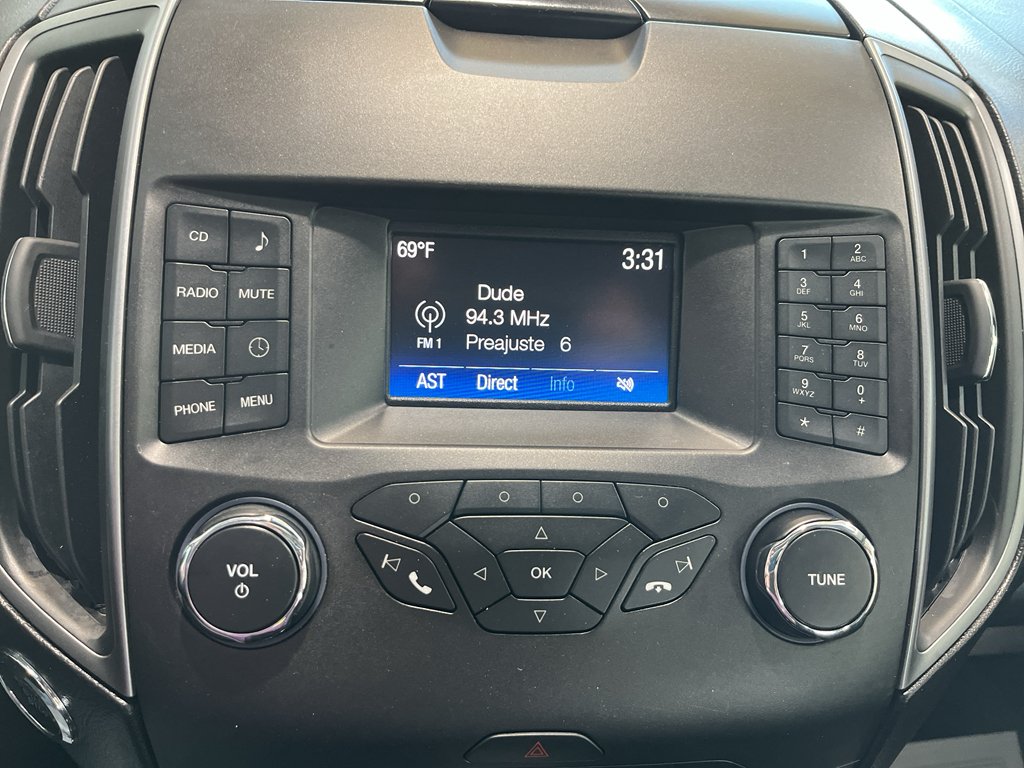 69°F 3:31
Dude
94.3 MHz
FM 1 Preajuste 6
AST Direct Info
CD
RADIO MUTE
MEDIA
PHONE MENU
1 2 ABC
3 DEF 4 GHI
5 JKL 6 MNO
7 PQRS 8 TUV
9 WXYZ 0 +
* #
VOL
OK
TUNE